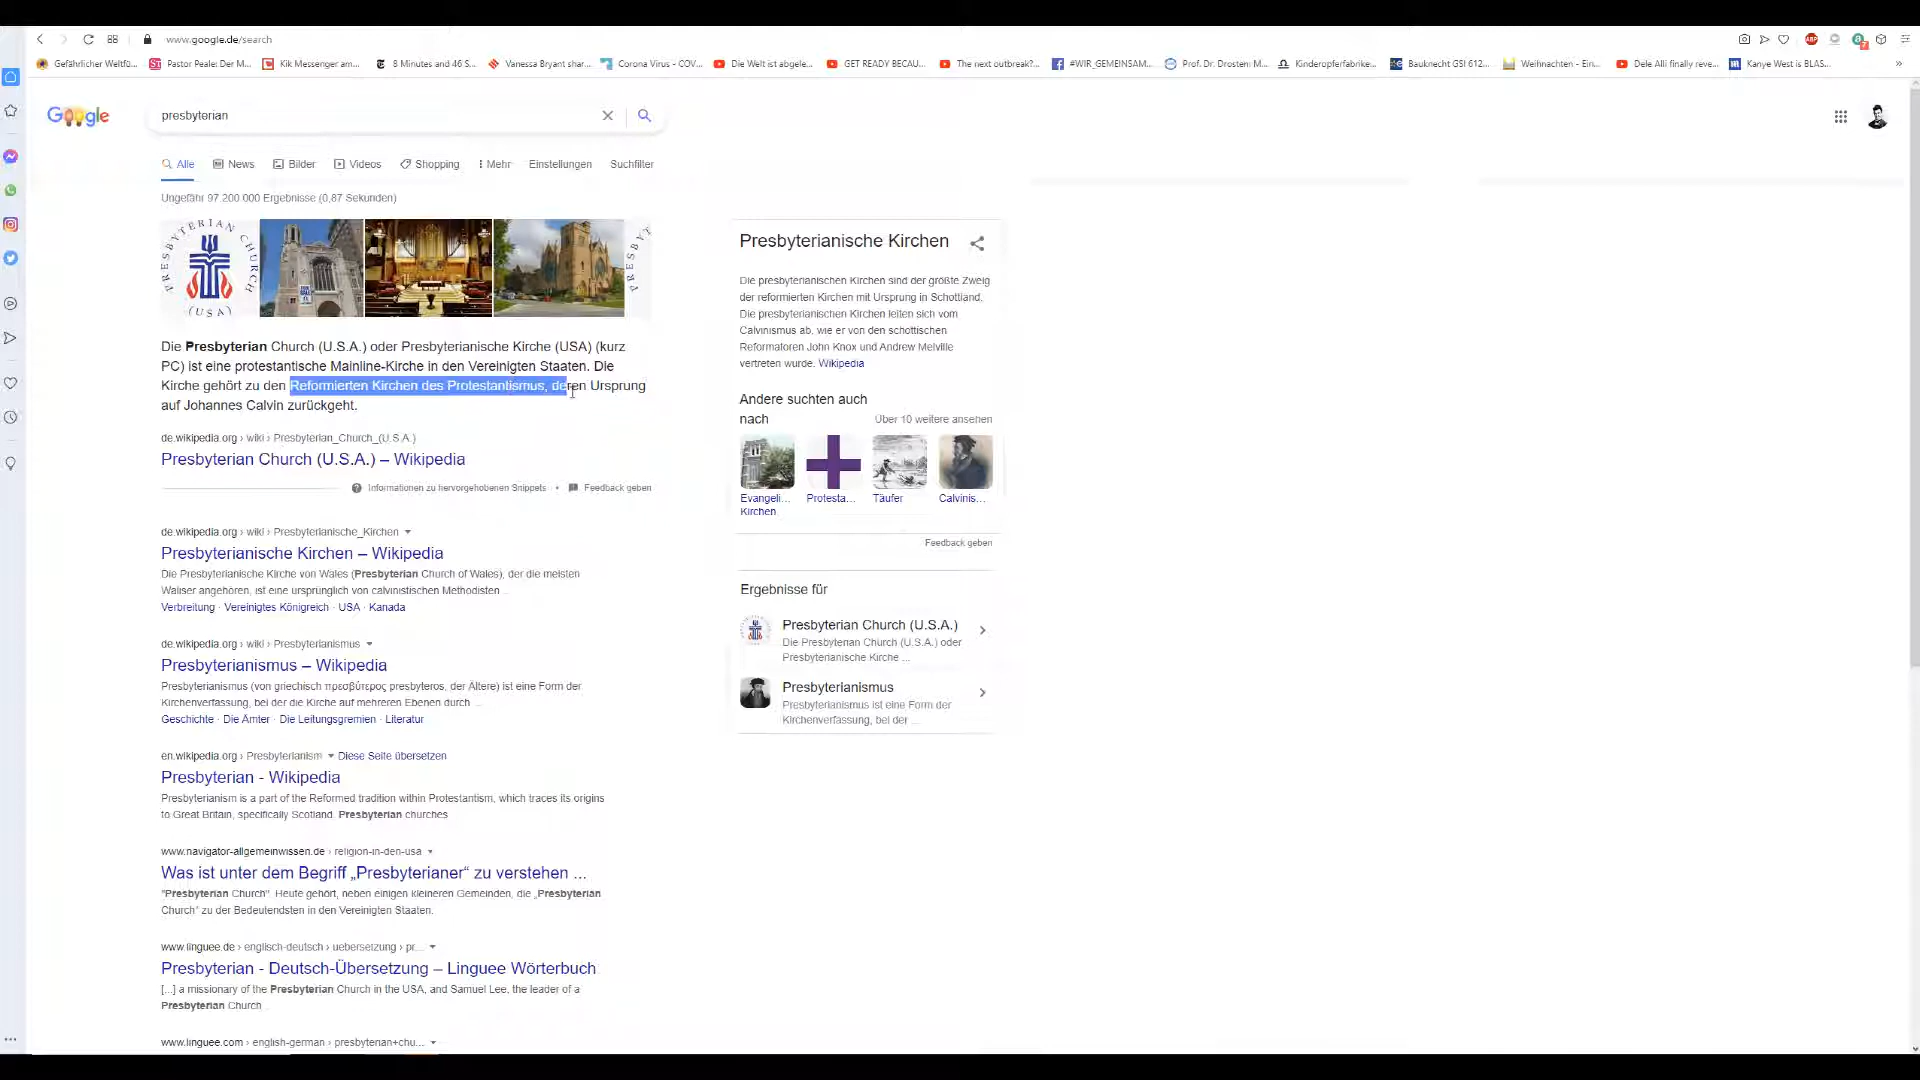 www.google.de/search
Gefährlicher Weltfu...
Pastor Peale: Der M...
Kik Messenger am...
8 Minutes and 46 S...
Vanessa Bryant shar...
Corona Virus - COV...
Die Welt ist abgele...
GET READY BECAU...
The next outbreak?...
#WIR_GEMEINSAM...
Prof. Dr. Drosten: M...
Kinderopferfabrike...
Bauknecht GSI 612...
Weihnachten - Ein...
Dele Alli finally reve...
Kanye West is BLAS...
Google
presbyterian
Alle News Bilder Videos Shopping Mehr Einstellungen Suchfilter
Ungefähr 97.200.000 Ergebnisse (0,87 Sekunden)
PRESBYTERIAN CHURCH
(USA)
Die Presbyterian Church (U.S.A.) oder Presbyterianische Kirche (USA) (kurz
PC) ist eine protestantische Mainline-Kirche in den Vereinigten Staaten. Die
Kirche gehört zu den Reformierten Kirchen des Protestantismus, deren Ursprung
auf Johannes Calvin zurückgeht.
de.wikipedia.org › wiki › Presbyterian_Church_(U.S.A.)
Presbyterian Church (U.S.A.) – Wikipedia
Informationen zu hervorgehobenen Snippets • Feedback geben
de.wikipedia.org › wiki › Presbyterianische_Kirchen
Presbyterianische Kirchen – Wikipedia
Die Presbyterianische Kirche von Wales (Presbyterian Church of Wales), der die meisten
Waliser angehören, ist eine ursprünglich von calvinistischen Methodisten ...
Verbreitung · Vereinigtes Königreich · USA · Kanada
de.wikipedia.org › wiki › Presbyterianismus
Presbyterianismus – Wikipedia
Presbyterianismus (von griechisch πρεσβύτερος presbyteros, der Ältere) ist eine Form der
Kirchenverfassung, bei der die Kirche auf mehreren Ebenen durch ...
Geschichte · Die Ämter · Die Leitungsgremien · Literatur
en.wikipedia.org › Presbyterianism Diese Seite übersetzen
Presbyterian - Wikipedia
Presbyterianism is a part of the Reformed tradition within Protestantism, which traces its origins
to Great Britain, specifically Scotland. Presbyterian churches
www.navigator-allgemeinwissen.de › religion-in-den-usa
Was ist unter dem Begriff „Presbyterianer“ zu verstehen ...
"Presbyterian Church". Heute gehört, neben einigen kleineren Gemeinden, die „Presbyterian
Church“ zu der Bedeutendsten in den Vereinigten Staaten.
www.linguee.de › englisch-deutsch › uebersetzung › pr...
Presbyterian - Deutsch-Übersetzung – Linguee Wörterbuch
[...] a missionary of the Presbyterian Church in the USA, and Samuel Lee, the leader of a
Presbyterian Church
www.linguee.com › english-german › presbyterian+chu...
Presbyterianische Kirchen
Die presbyterianischen Kirchen sind der größte Zweig
der reformierten Kirchen mit Ursprung in Schottland.
Die presbyterianischen Kirchen leiten sich vom
Calvinismus ab, wie er von den schottischen
Reformatoren John Knox und Andrew Melville
vertreten wurde. Wikipedia
Andere suchten auch
nach
Über 10 weitere ansehen
Evangeli...
Kirchen
Protesta...
Täufer
Calvinis...
Feedback geben
Ergebnisse für
Presbyterian Church (U.S.A.)
Die Presbyterian Church (U.S.A.) oder
Presbyterianische Kirche ...
Presbyterianismus
Presbyterianismus ist eine Form der
Kirchenverfassung, bei der ...